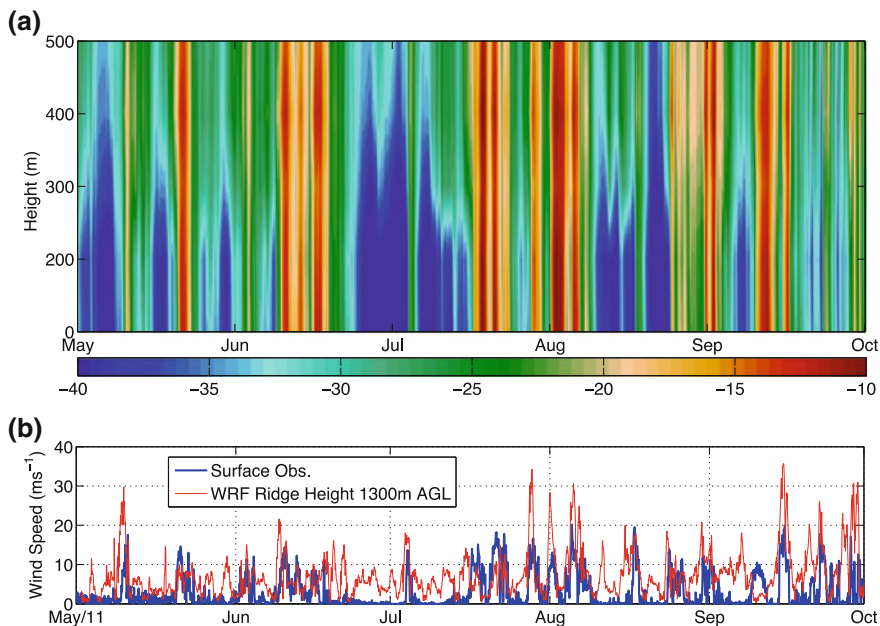 (a)
500
400
300
200
0
Height (m)
May Jun Jul Aug Sep Oct
−40 −35 −30 −25 −20 −15 −10
(b)
40
30
20
10
0
Wind Speed (ms⁻¹)
Surface Obs.
WRF Ridge Height 1300m AGL
May/11 Jun Jul Aug Sep Oct